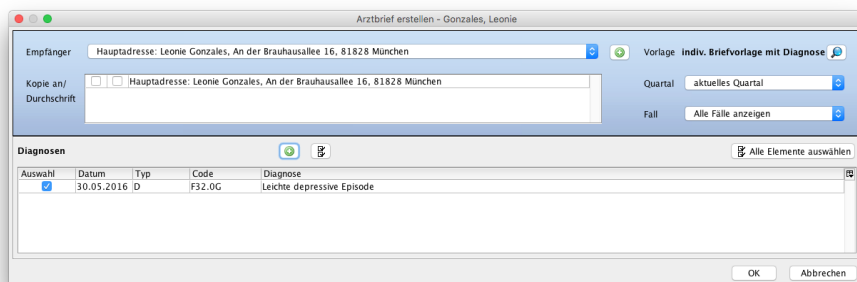 Arztbrief erstellen - Gonzales, Leonie
Empfänger Hauptadresse: Leonie Gonzales, An der Brauhausallee 16, 81828 München Vorlage indiv. Briefvorlage mit Diagnose
Kopie an/ Hauptadresse: Leonie Gonzales, An der Brauhausallee 16, 81828 München Quartal aktuelles Quartal
Durchschrift
Fall Alle Fälle anzeigen
Diagnosen Alle Elemente auswählen
Auswahl Datum Typ Code Diagnose
30.05.2016 D F32.0G Leichte depressive Episode
OK Abbrechen